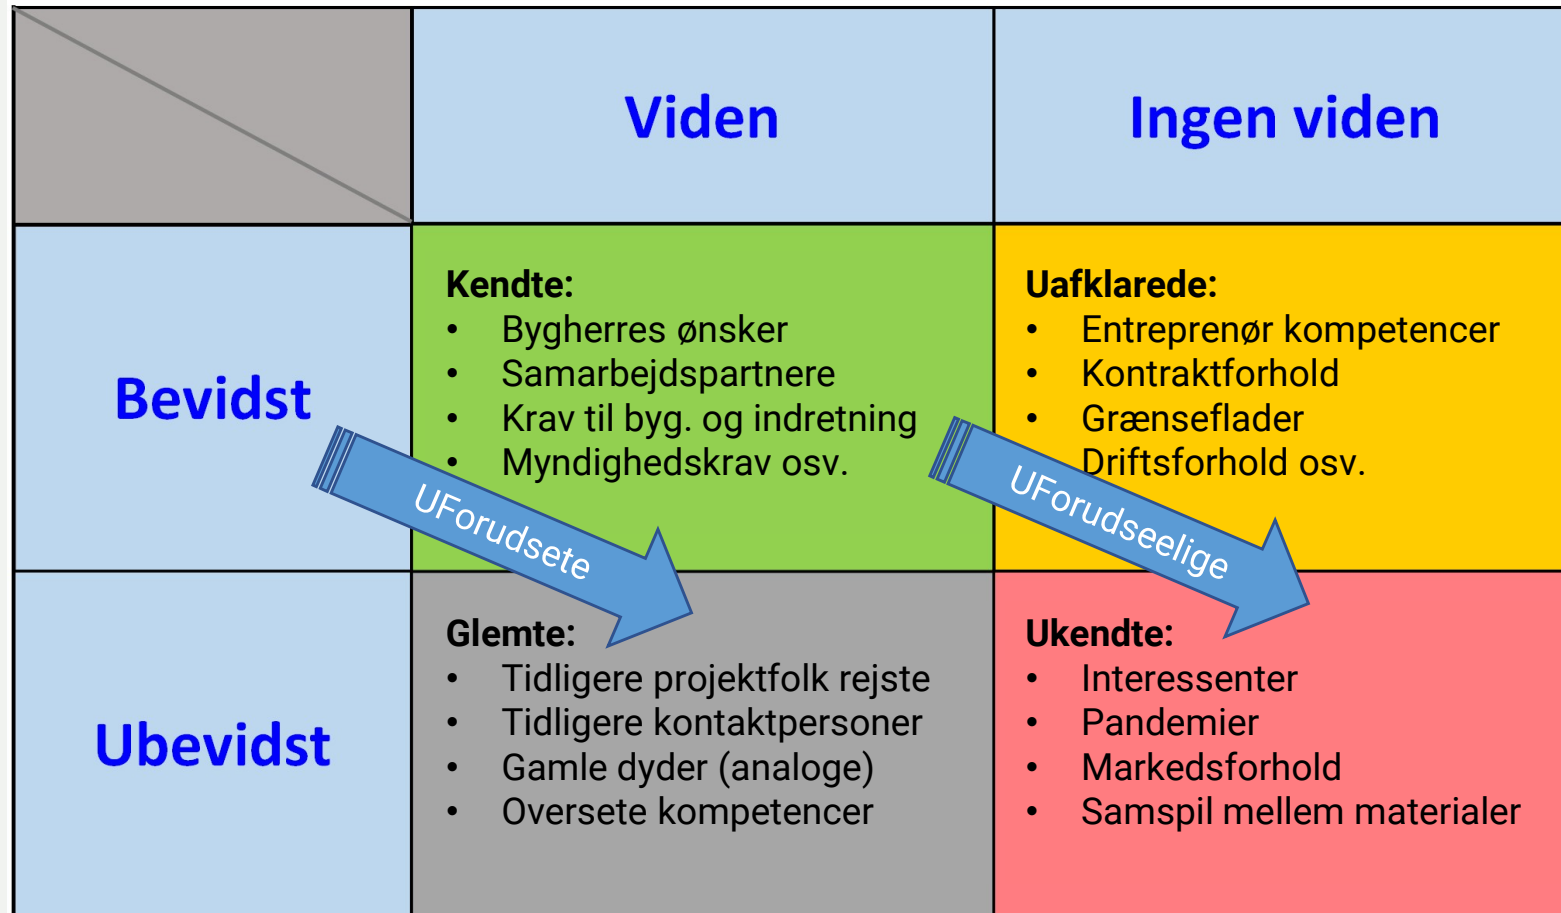 Viden
Ingen viden
Bevidst
Kendte:
• Bygherres ønsker
• Samarbejdspartnere
• Krav til byg. og indretning
• Myndighedskrav osv.
Uafklarede:
• Entreprenør kompetencer
• Kontraktforhold
• Grænseflader
Driftsforhold osv.
UForudsete
UForudseelige
Ubevidst
Glemte:
• Tidligere projektfolk rejste
• Tidligere kontaktpersoner
• Gamle dyder (analoge)
• Oversete kompetencer
Ukendte:
• Interessenter
• Pandemier
• Markedsforhold
• Samspil mellem materialer